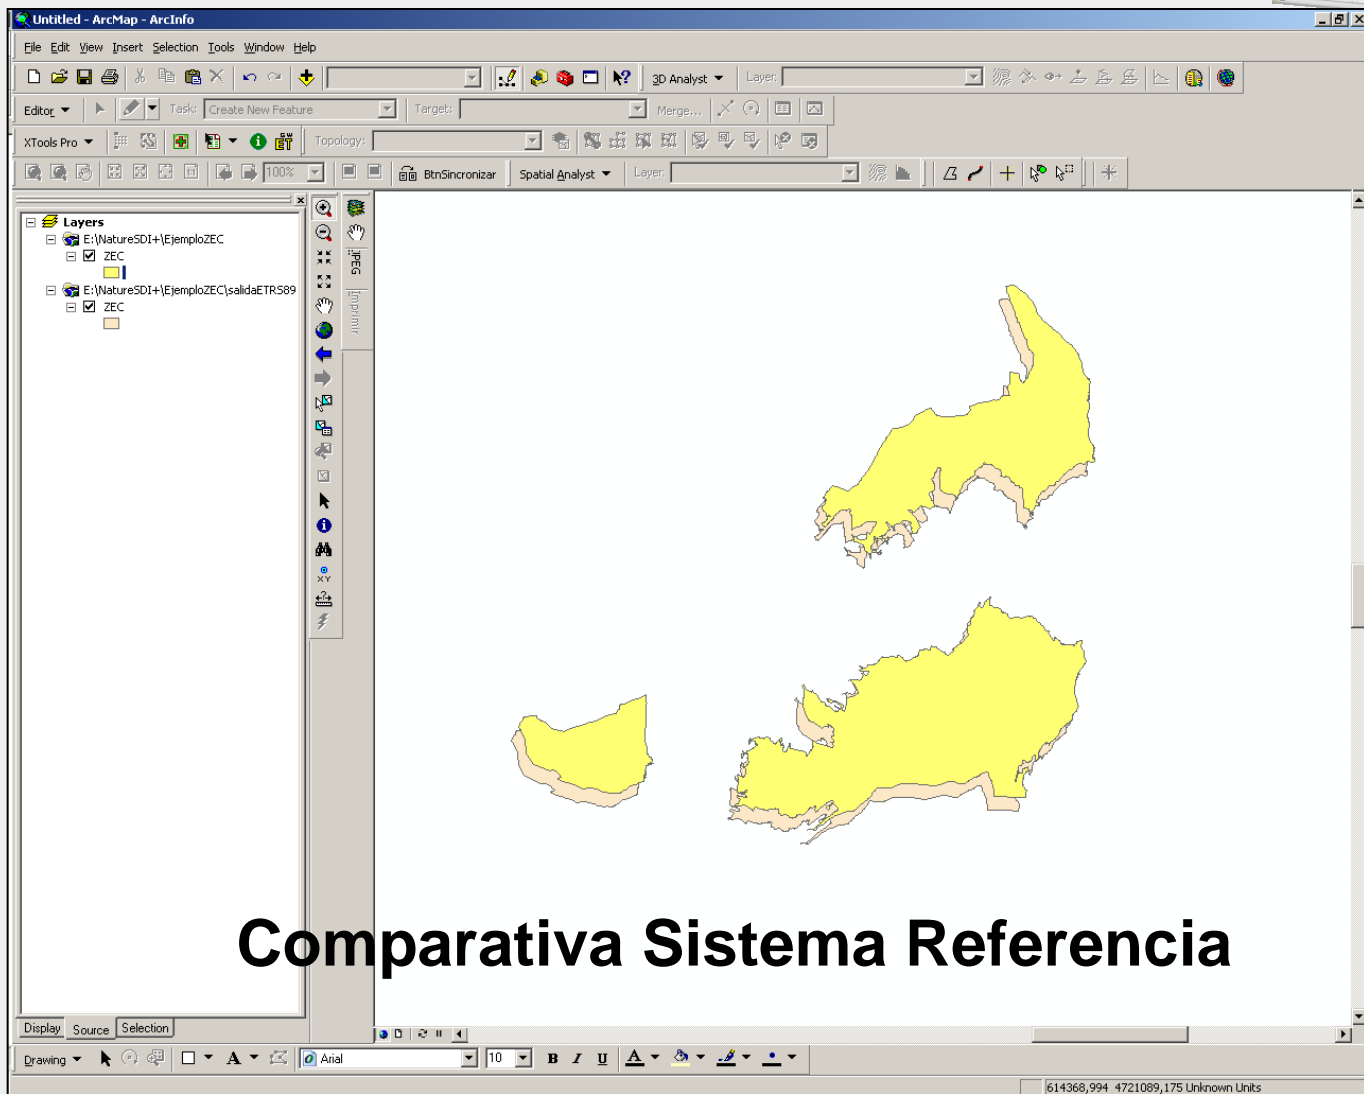 Untitled - ArcMap - ArcInfo
File Edit View Insert Selection Tools Window Help
3D Analyst Layer:
Editor Task: Create New Feature Target: Merge...
XTools Pro Topology:
100% BtnSincronizar Spatial Analyst Layer:
Layers
E:\NatureSDI+\EjemploZEC
ZEC
E:\NatureSDI+\EjemploZEC\salidaETRS89
ZEC
JPEG
Imprimir
XY
Comparativa Sistema Referencia
Display Source Selection
Drawing A Arial 10 B I U A
614368,994 4721089,175 Unknown Units